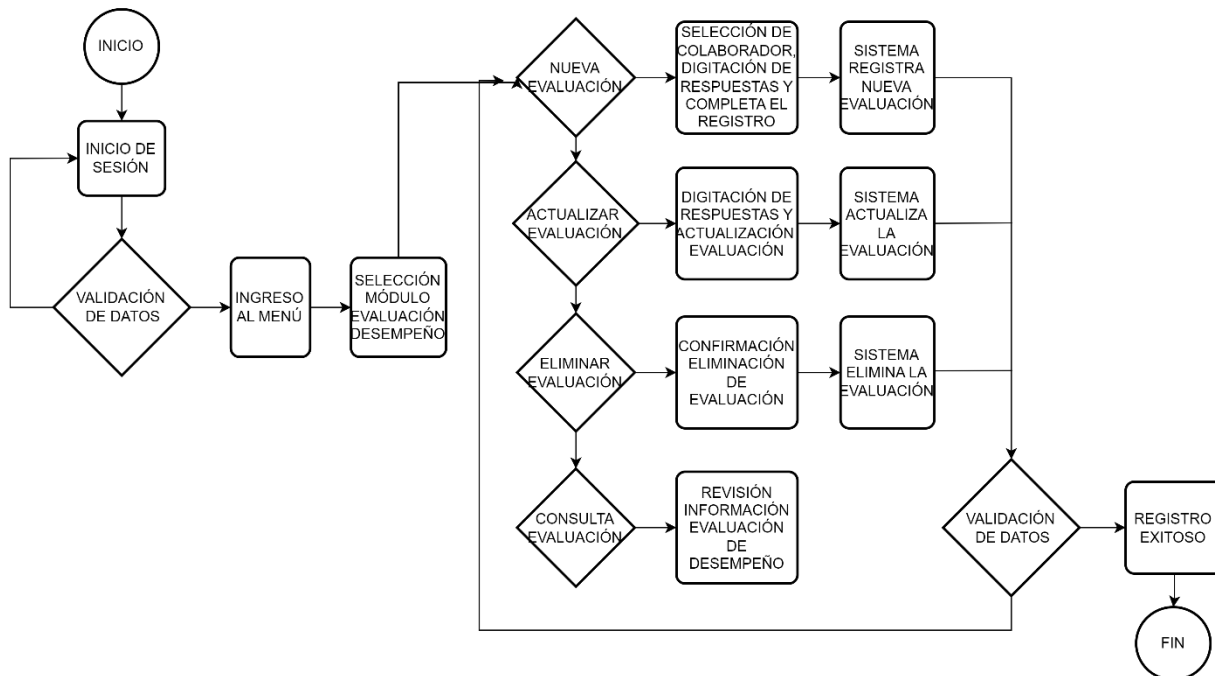 INICIO
INICIO DE
SESIÓN
VALIDACIÓN
DE DATOS
INGRESO
AL MENÚ
SELECCIÓN
MÓDULO
EVALUACIÓN
DESEMPEÑO
NUEVA
EVALUACIÓN
SELECCIÓN DE
COLABORADOR,
DIGITACIÓN DE
RESPUESTAS Y
COMPLETA EL
REGISTRO
SISTEMA
REGISTRA
NUEVA
EVALUACIÓN
ACTUALIZAR
EVALUACIÓN
DIGITACIÓN DE
RESPUESTAS Y
ACTUALIZACIÓN
EVALUACIÓN
SISTEMA
ACTUALIZA
LA
EVALUACIÓN
ELIMINAR
EVALUACIÓN
CONFIRMACIÓN
ELIMINACIÓN
DE
EVALUACIÓN
SISTEMA
ELIMINA LA
EVALUACIÓN
CONSULTA
EVALUACIÓN
REVISIÓN
INFORMACIÓN
EVALUACIÓN
DE
DESEMPEÑO
VALIDACIÓN
DE DATOS
REGISTRO
EXITOSO
FIN